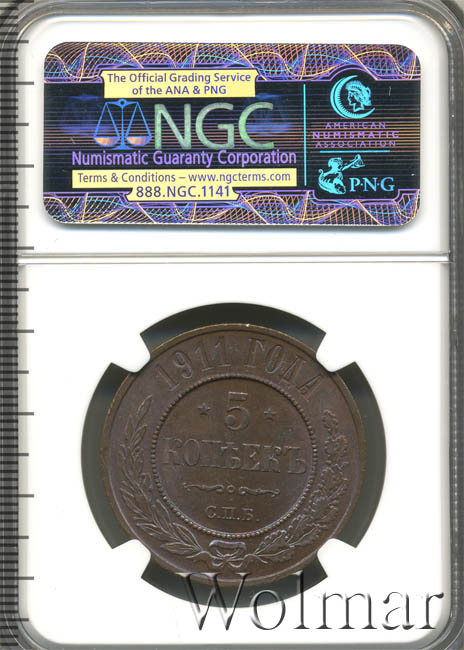 The Official Grading Service
of the ANA & PNG
NGC
Numismatic Guaranty Corporation
Terms & Conditions – www.ngcterms.com
888.NGC.1141
AMERICAN
NUMISMATIC
ASSOCIATION
P·N·G
1911 ГОДА
* 5 *
КОПѢЕКЪ
С.П.Б.
Wolmar